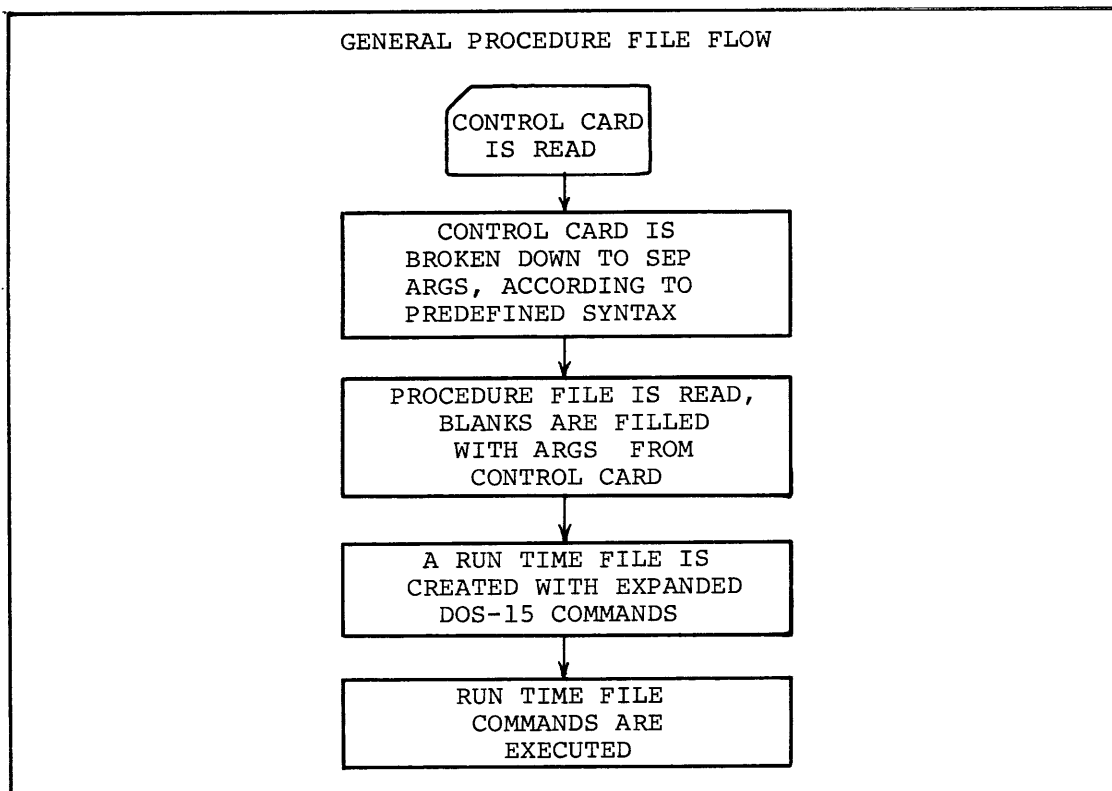 GENERAL PROCEDURE FILE FLOW
CONTROL CARD
IS READ
CONTROL CARD IS
BROKEN DOWN TO SEP
ARGS, ACCORDING TO
PREDEFINED SYNTAX
PROCEDURE FILE IS READ,
BLANKS ARE FILLED
WITH ARGS FROM
CONTROL CARD
A RUN TIME FILE IS
CREATED WITH EXPANDED
DOS-15 COMMANDS
RUN TIME FILE
COMMANDS ARE
EXECUTED